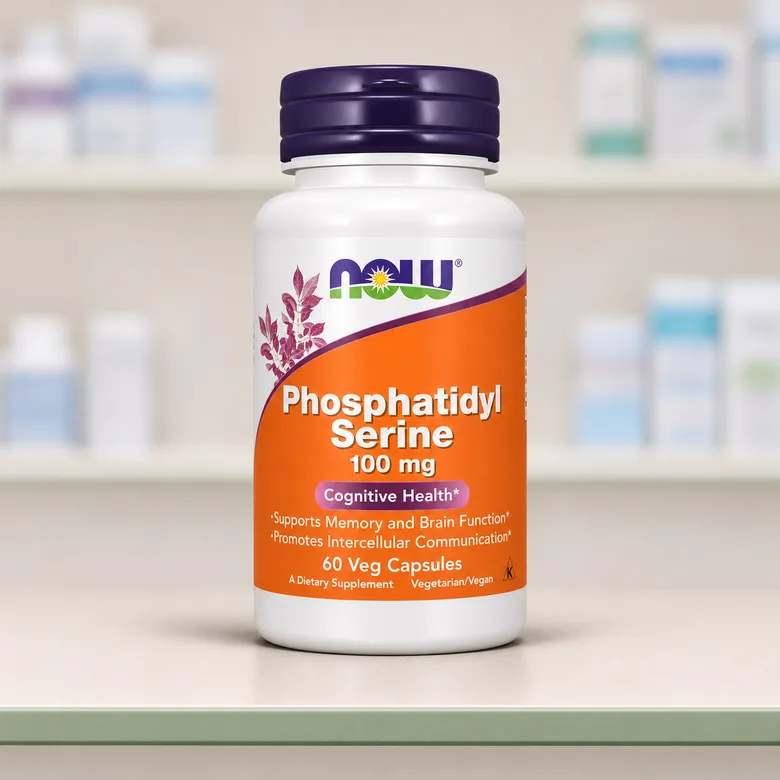 NOW®
Phosphatidyl
Serine
100 mg
Cognitive Health*
•Supports Memory and Brain Function*
•Promotes Intercellular Communication*
60 Veg Capsules
A Dietary Supplement Vegetarian/Vegan K